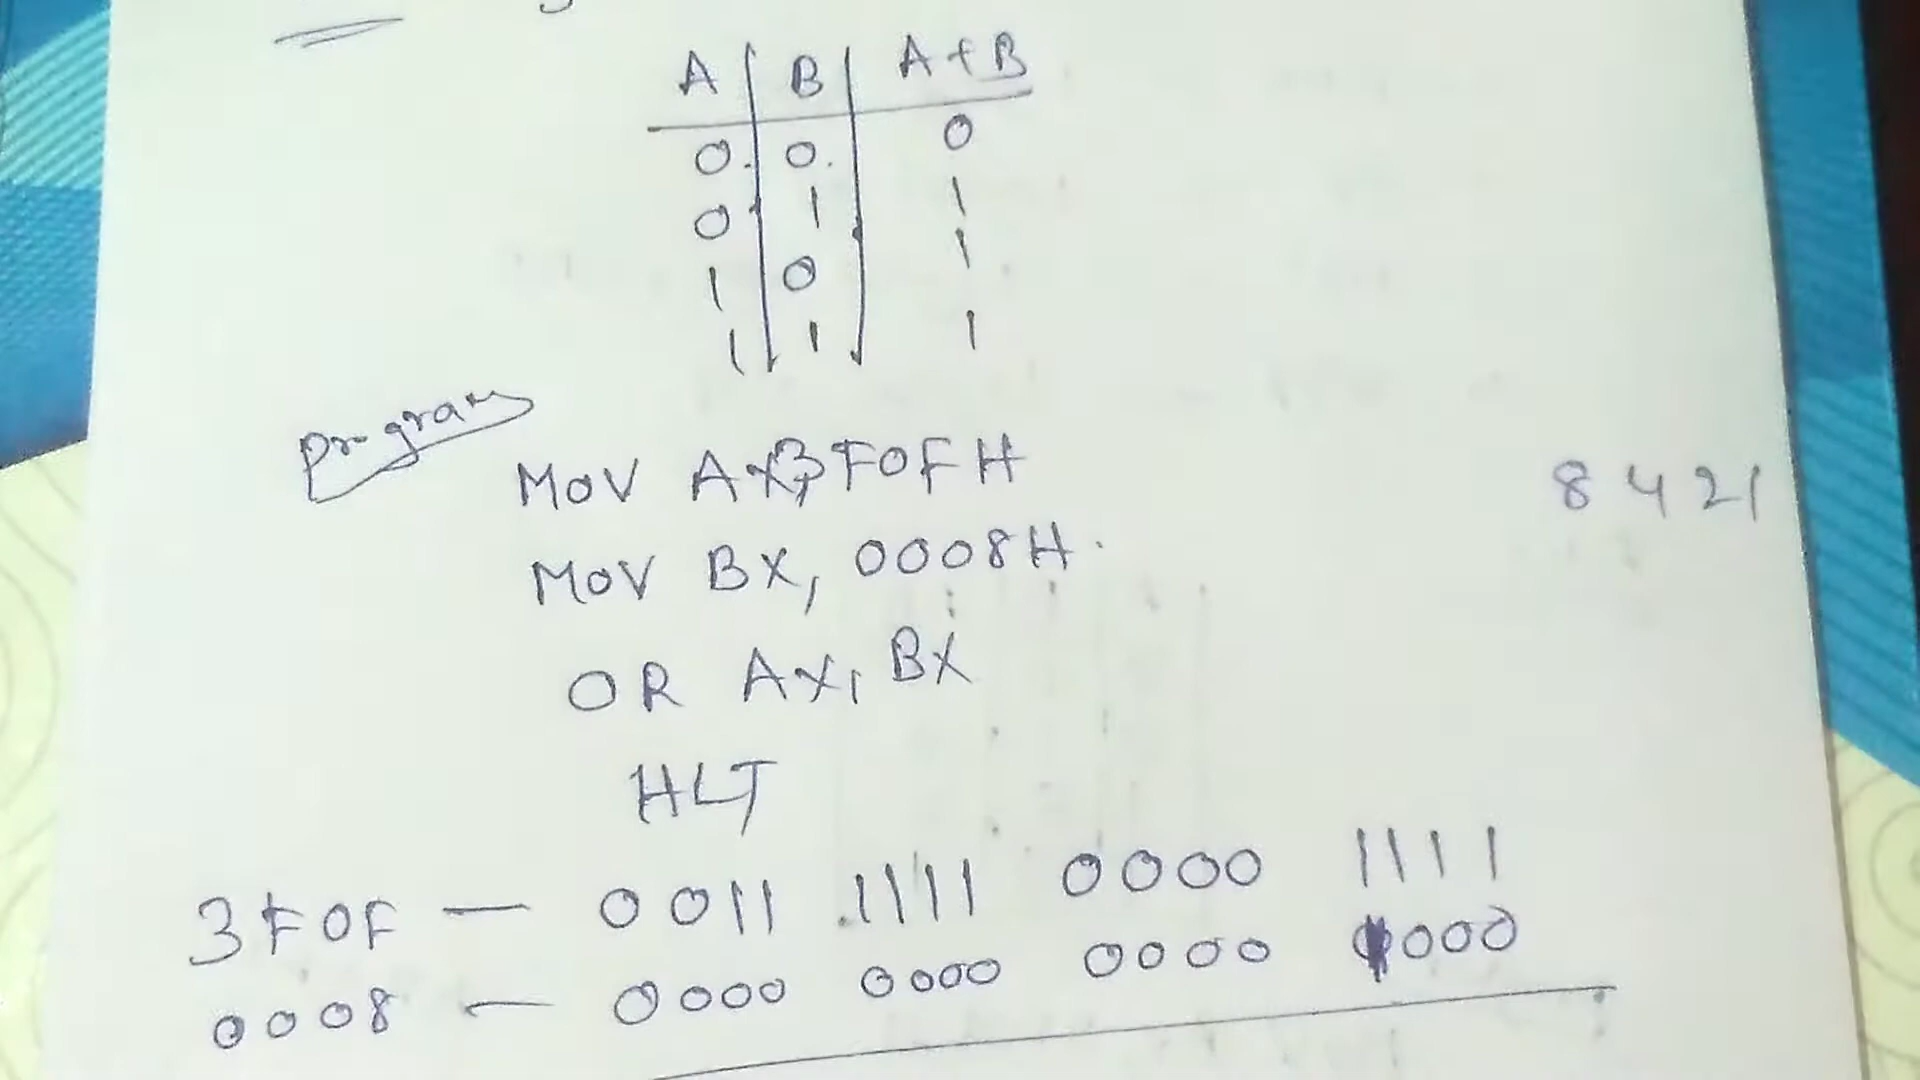 A B A+B
0 0 0
0 1 1
1 0 1
1 1 1
Program
MOV AX,3F0FH
8421
MOV BX, 0008H
OR AX, BX
HLT
3F0F — 0011 1111 0000 1111
0008 — 0000 0000 0000 1000